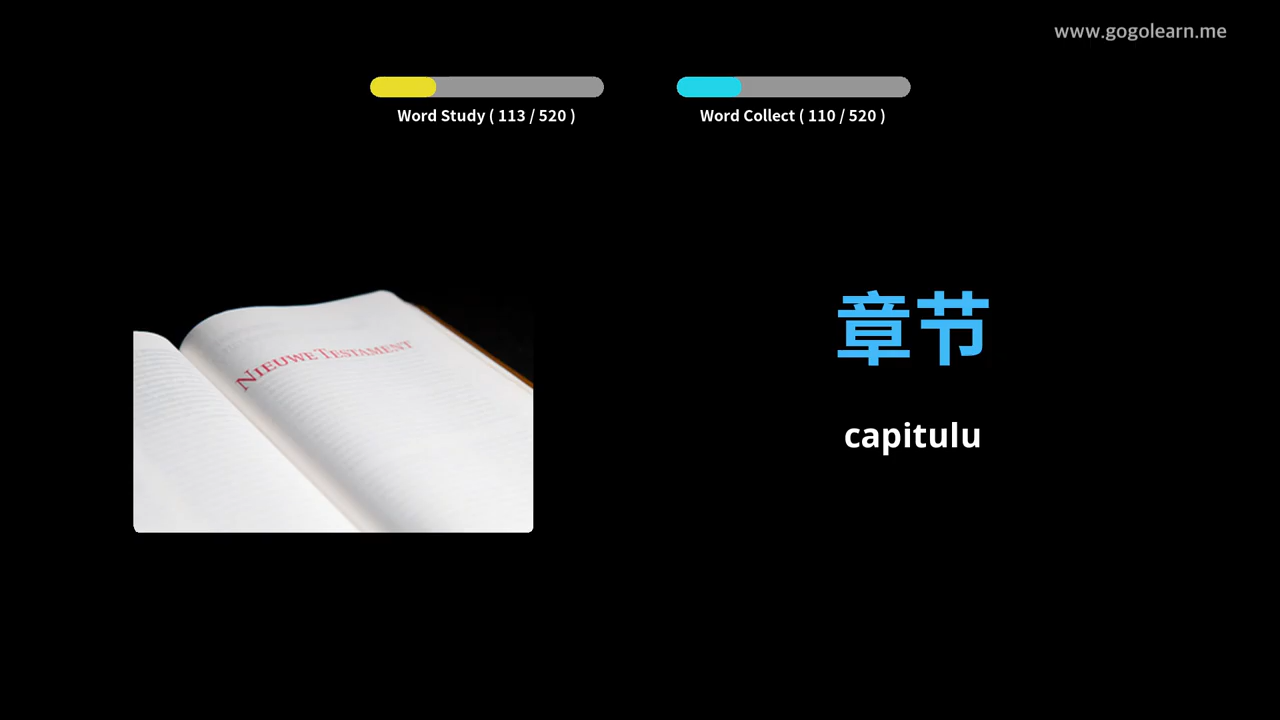 www.gogolearn.me
Word Study ( 113 / 520 )
Word Collect ( 110 / 520 )
NIEUWE TESTAMENT
章节
capitulu